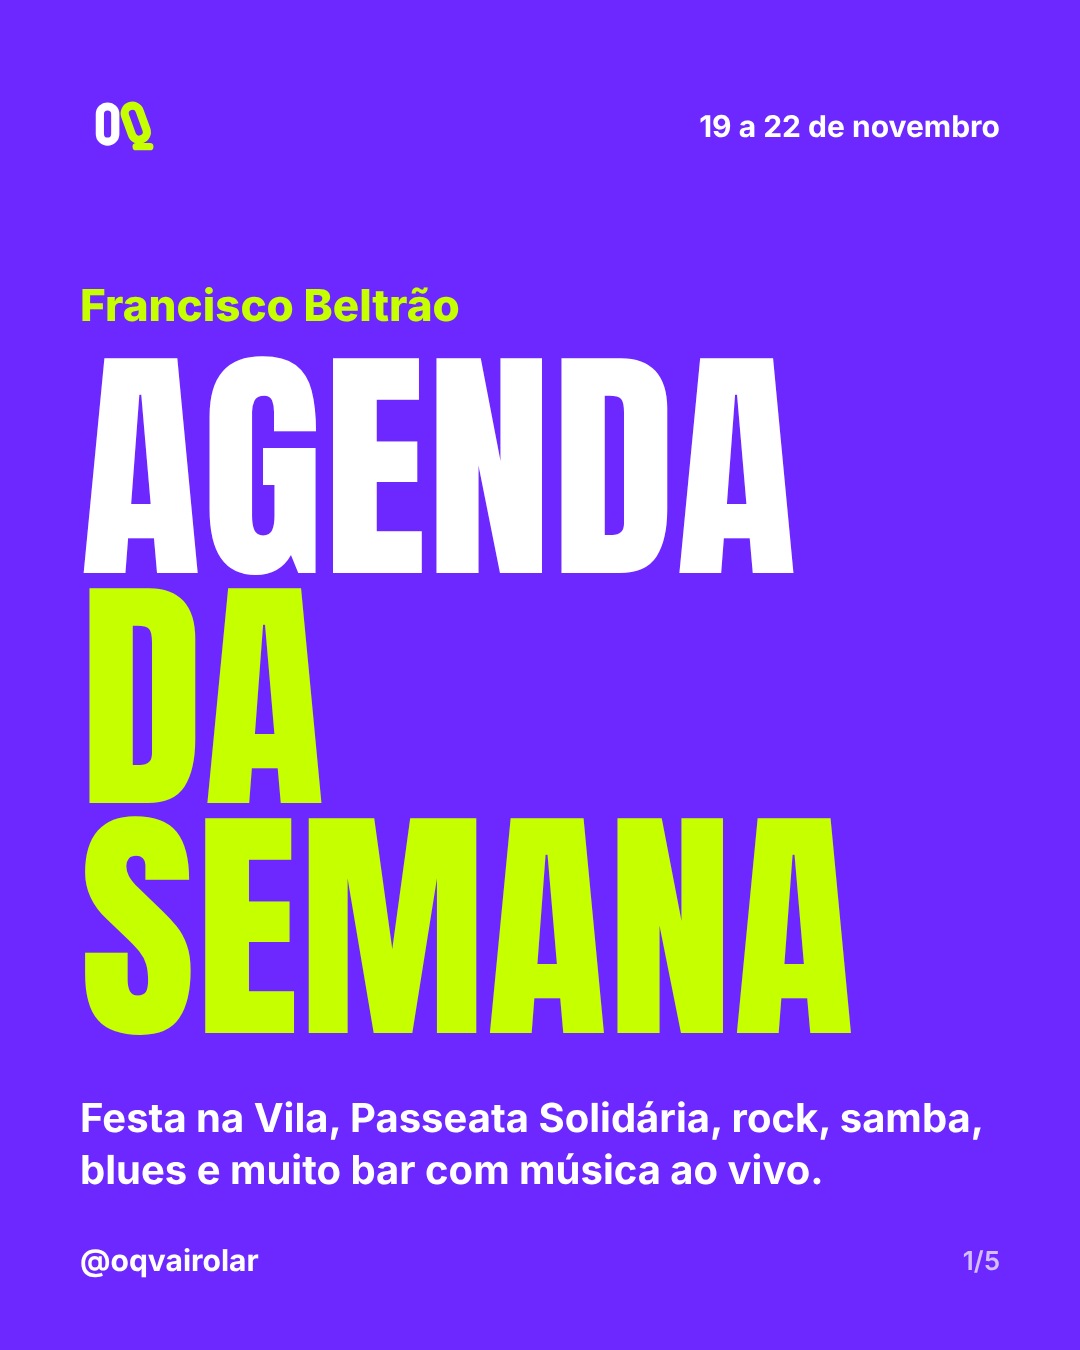 OQ
19 a 22 de novembro
Francisco Beltrão
AGENDA
DA
SEMANA
Festa na Vila, Passeata Solidária, rock, samba,
blues e muito bar com música ao vivo.
@oqvairolar
1/5